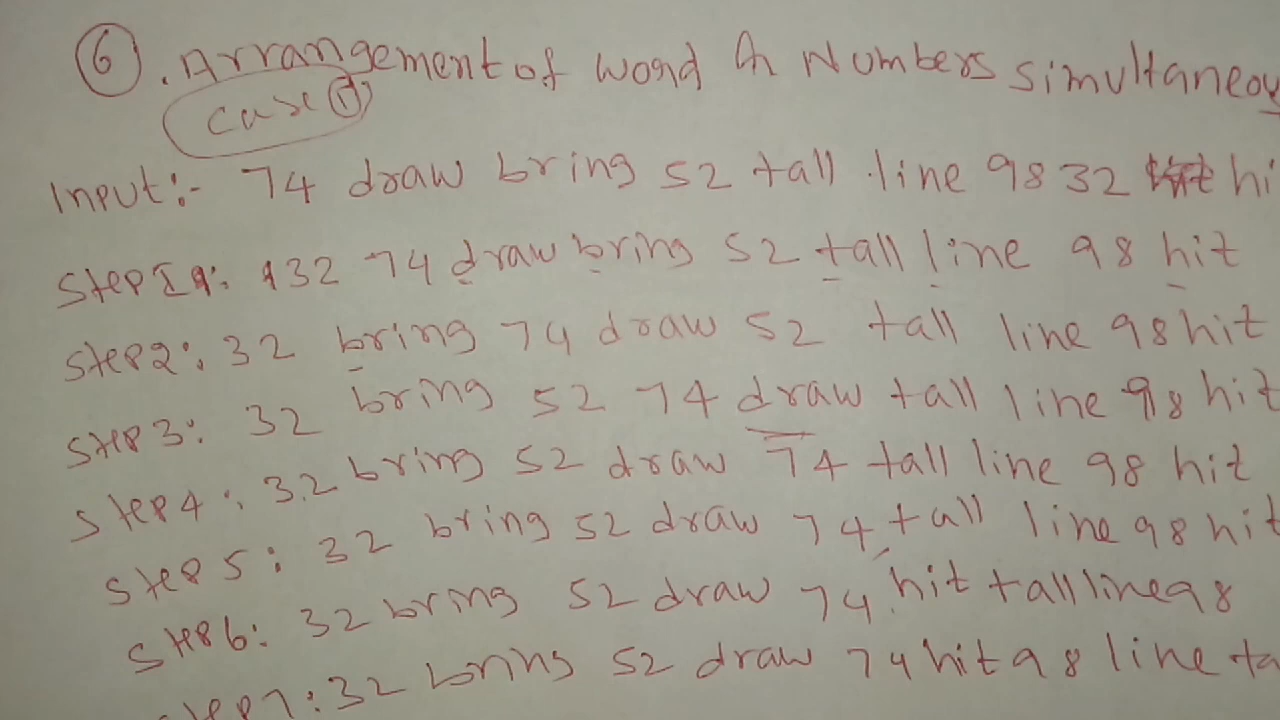 6. Arrangement of word & Numbers simultaneou
case 1
Input:- 74 draw bring 52 tall line 98 32 hi
Step 1: 32 74 draw bring 52 tall line 98 hit
Step 2: 32 bring 74 draw 52 tall line 98 hit
Step 3: 32 bring 52 74 draw tall line 98 hit
Step 4: 32 bring 52 draw 74 tall line 98 hit
Step 5: 32 bring 52 draw 74 tall line 98 hit
Step 6: 32 bring 52 draw 74 hit tall line 98
Step 7: 32 bring 52 draw 74 hit 98 line ta